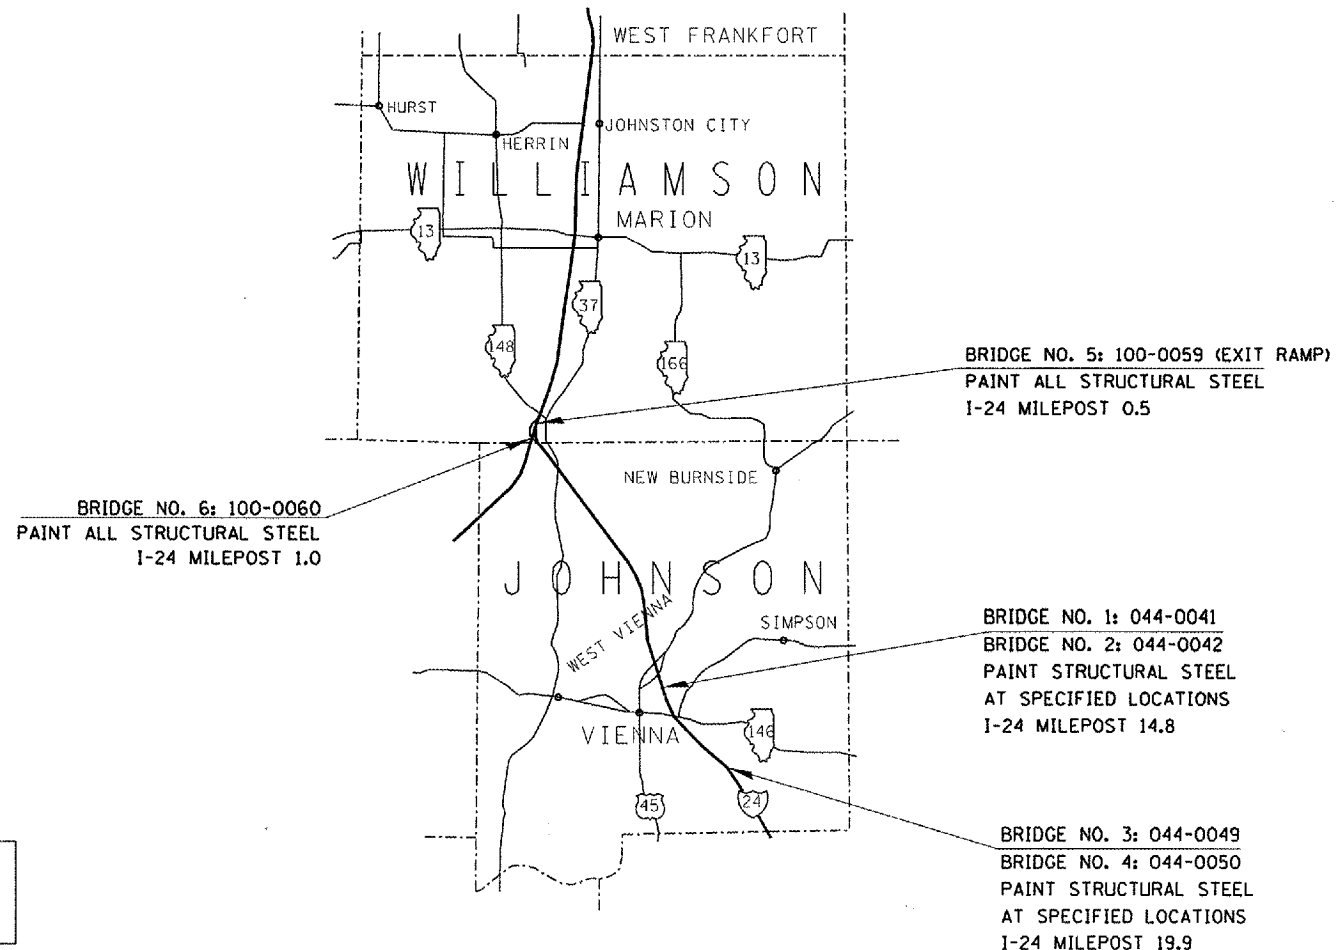 WEST FRANKFORT
HURST
JOHNSTON CITY
HERRIN
WILLIAMSON
MARION
13
13
37
148
166
BRIDGE NO. 5: 100-0059 (EXIT RAMP)
PAINT ALL STRUCTURAL STEEL
I-24 MILEPOST 0.5
NEW BURNSIDE
BRIDGE NO. 6: 100-0060
PAINT ALL STRUCTURAL STEEL
I-24 MILEPOST 1.0
JOHNSON
WEST VIENNA
SIMPSON
BRIDGE NO. 1: 044-0041
BRIDGE NO. 2: 044-0042
PAINT STRUCTURAL STEEL
AT SPECIFIED LOCATIONS
I-24 MILEPOST 14.8
VIENNA
146
45
24
BRIDGE NO. 3: 044-0049
BRIDGE NO. 4: 044-0050
PAINT STRUCTURAL STEEL
AT SPECIFIED LOCATIONS
I-24 MILEPOST 19.9